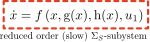 ẋ = f (x, g(x), h(x), u₁)
reduced order (slow) Σ_S-subsystem